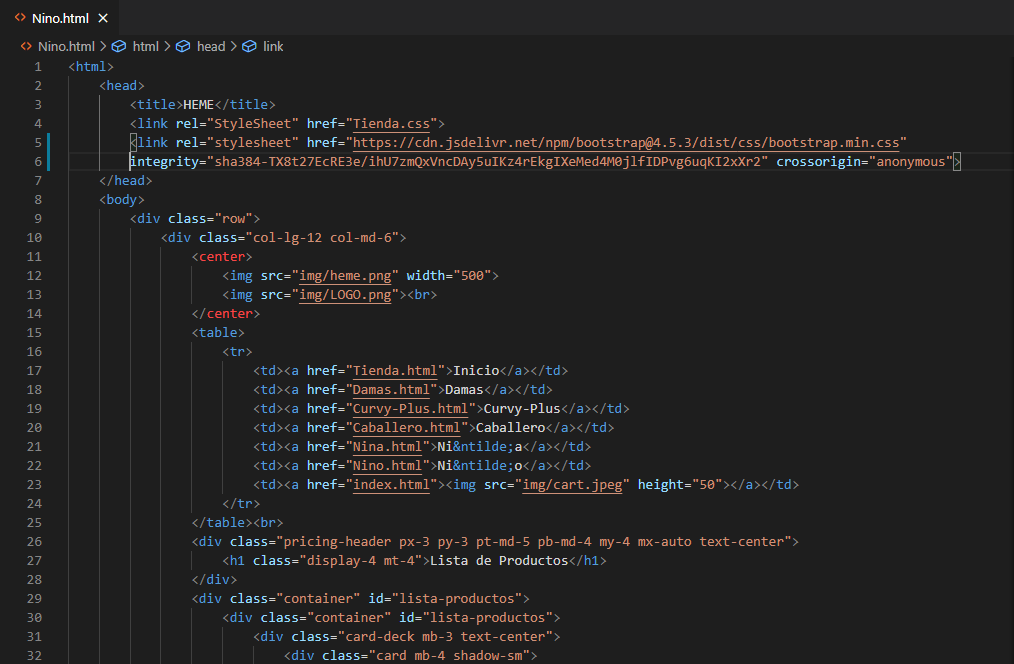 Nino.html
Nino.html > html > head > link
1 <html>
2 <head>
3 <title>HEME</title>
4 <link rel="StyleSheet" href="Tienda.css">
5 <link rel="stylesheet" href="https://cdn.jsdelivr.net/npm/bootstrap@4.5.3/dist/css/bootstrap.min.css"
6 integrity="sha384-TX8t27EcRE3e/ihU7zmQxVncDAy5uIKz4rEkgIXeMed4M0jlfIDPvg6uqKI2xXr2" crossorigin="anonymous">
7 </head>
8 <body>
9 <div class="row">
10 <div class="col-lg-12 col-md-6">
11 <center>
12 <img src="img/heme.png" width="500">
13 <img src="img/LOGO.png"><br>
14 </center>
15 <table>
16 <tr>
17 <td><a href="Tienda.html">Inicio</a></td>
18 <td><a href="Damas.html">Damas</a></td>
19 <td><a href="Curvy-Plus.html">Curvy-Plus</a></td>
20 <td><a href="Caballero.html">Caballero</a></td>
21 <td><a href="Nina.html">Ni&ntilde;a</a></td>
22 <td><a href="Nino.html">Ni&ntilde;o</a></td>
23 <td><a href="index.html"><img src="img/cart.jpeg" height="50"></a></td>
24 </tr>
25 </table><br>
26 <div class="pricing-header px-3 py-3 pt-md-5 pb-md-4 my-4 mx-auto text-center">
27 <h1 class="display-4 mt-4">Lista de Productos</h1>
28 </div>
29 <div class="container" id="lista-productos">
30 <div class="container" id="lista-productos">
31 <div class="card-deck mb-3 text-center">
32 <div class="card mb-4 shadow-sm">